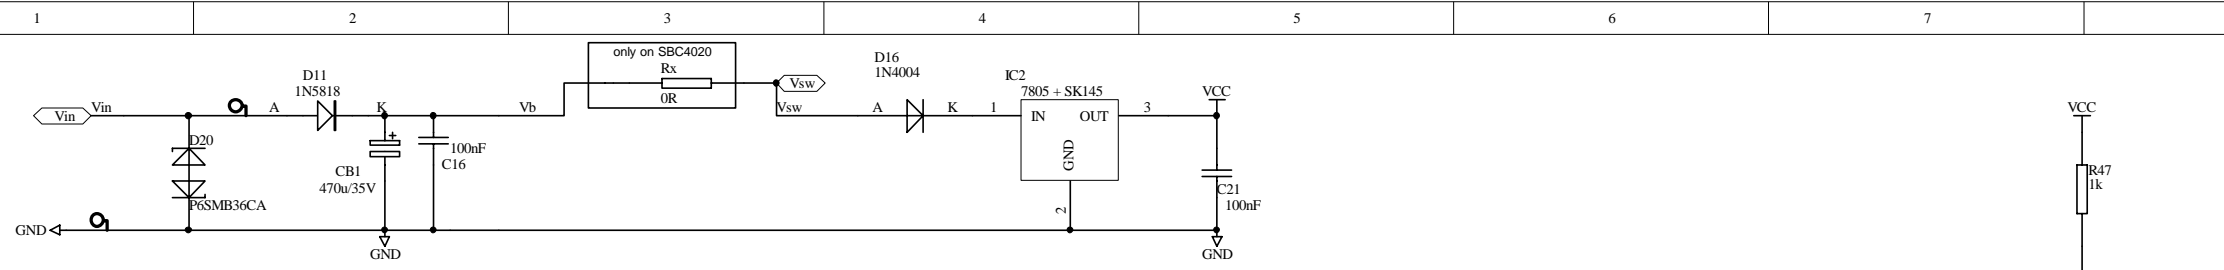 1 2 3 4 5 6 7
only on SBC4020
Rx
0R
Vsw
Vsw
D16
1N4004
A K 1
IC2
7805 + SK145
IN OUT
GND
2
3
VCC
C21
100nF
GND
D11
1N5818
A K
Vin
Vin
D20
P6SMB36CA
+
CB1
470u/35V
100nF
C16
Vb
GND
GND
VCC
R47
1k